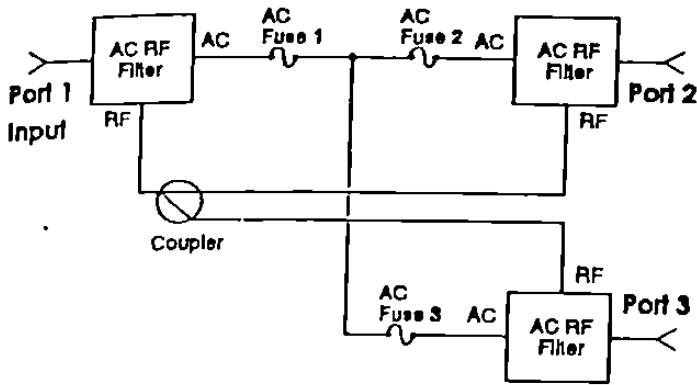 AC
Fuse 1
AC
Fuse 2
AC RF
Filter
AC
AC
AC RF
Filter
Port 1
Input
RF
Port 2
RF
Coupler
RF
AC
Fuse 3
AC
AC RF
Filter
Port 3